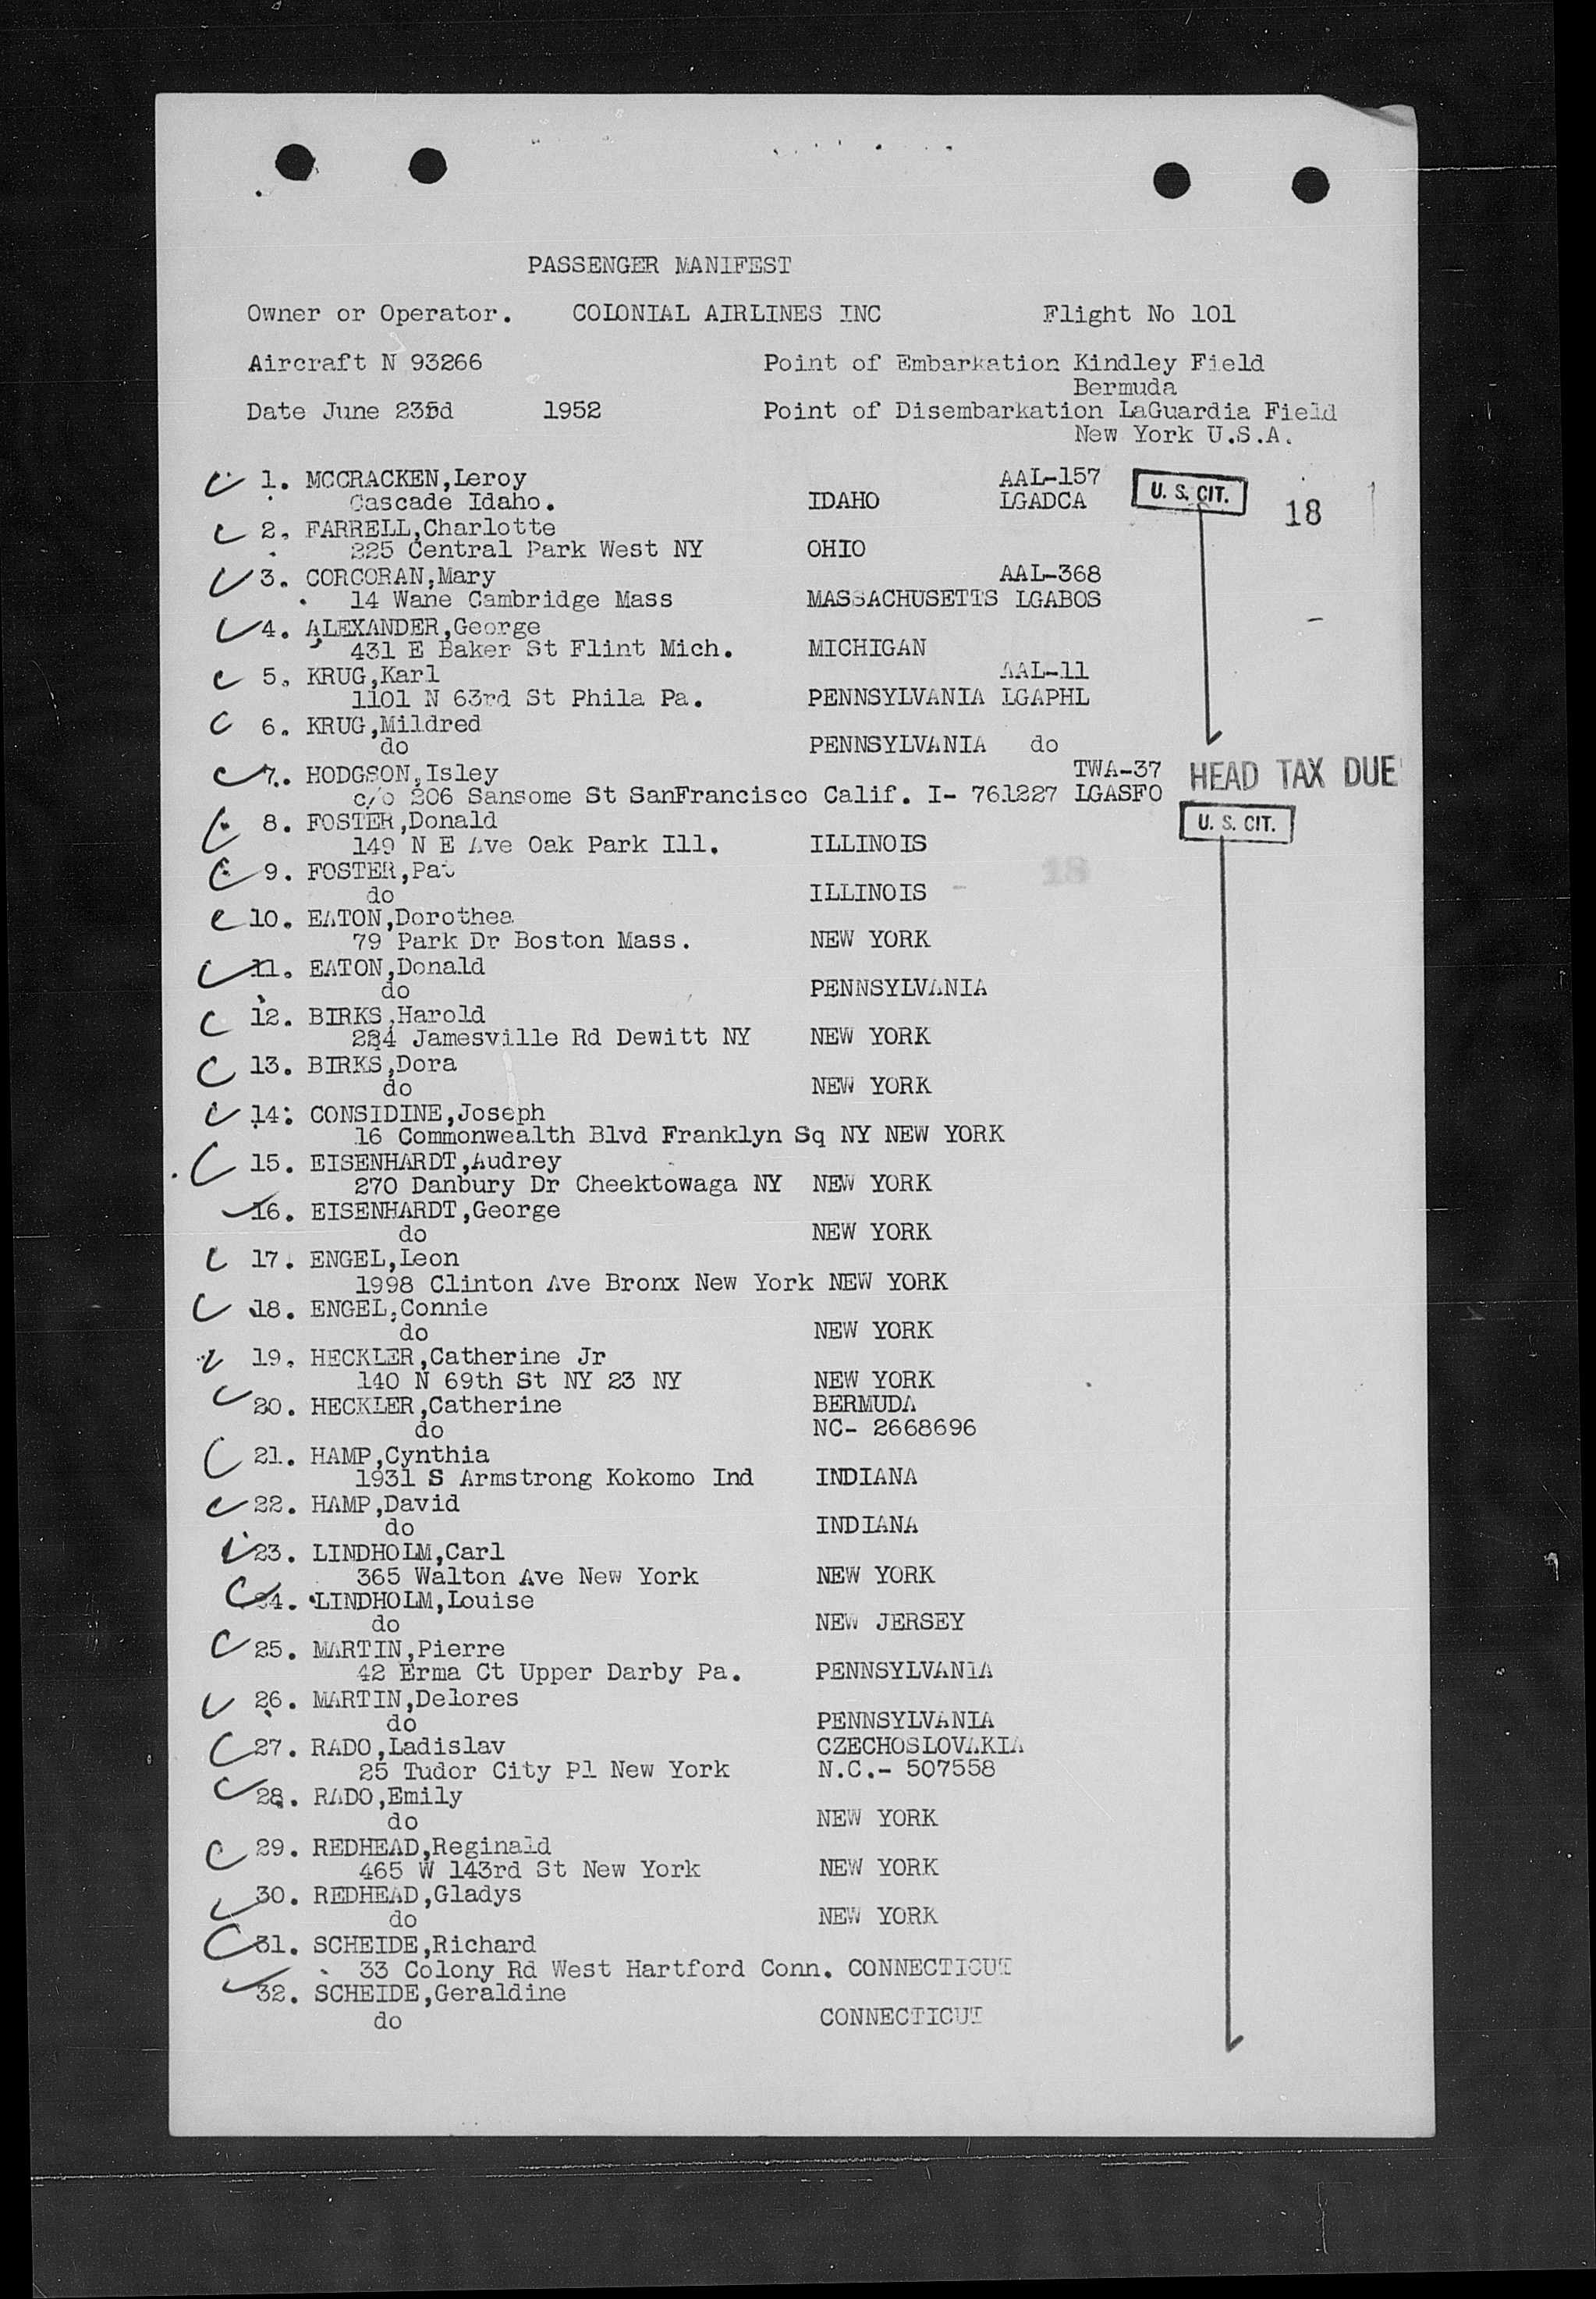 PASSENGER MANIFEST
Owner or Operator. COLONIAL AIRLINES INC Flight No 101
Aircraft N 93266 Point of Embarkation Kindley Field
Bermuda
Date June 23rd 1952 Point of Disembarkation LaGuardia Field
New York U.S.A.
1. MCCRACKEN,Leroy AAL-157
Cascade Idaho. IDAHO LGADCA U. S. CIT. 18
2. FARRELL,Charlotte
225 Central Park West NY OHIO
3. CORCORAN,Mary AAL-368
14 Wane Cambridge Mass MASSACHUSETTS LGABOS
4. ALEXANDER,George
431 E Baker St Flint Mich. MICHIGAN
5. KRUG,Karl AAL-11
1101 N 63rd St Phila Pa. PENNSYLVANIA LGAPHL
6. KRUG,Mildred
do PENNSYLVANIA do
7. HODGSON,Isley TWA-37 HEAD TAX DUE
c/o 206 Sansome St SanFrancisco Calif. I- 761227 LGASFO
8. FOSTER,Donald U. S. CIT.
149 N E Ave Oak Park Ill. ILLINOIS
9. FOSTER,Pat 18
do ILLINOIS
10. EATON,Dorothea
79 Park Dr Boston Mass. NEW YORK
11. EATON,Donald
do PENNSYLVANIA
12. BIRKS,Harold
Jamesville Rd Dewitt NY NEW YORK
13. BIRKS,Dora
do NEW YORK
14. CONSIDINE,Joseph
16 Commonwealth Blvd Franklyn Sq NY NEW YORK
15. EISENHARDT,Audrey
270 Danbury Dr Cheektowaga NY NEW YORK
16. EISENHARDT,George
do NEW YORK
17. ENGEL,Leon
1998 Clinton Ave Bronx New York NEW YORK
18. ENGEL,Connie
do NEW YORK
19. HECKLER,Catherine Jr
140 N 69th St NY 23 NY NEW YORK
20. HECKLER,Catherine BERMUDA
do NC- 2668696
21. HAMP,Cynthia
1931 S Armstrong Kokomo Ind INDIANA
22. HAMP,David
do INDIANA
23. LINDHOLM,Carl
365 Walton Ave New York NEW YORK
24. LINDHOLM,Louise
do NEW JERSEY
25. MARTIN,Pierre
42 Erma Ct Upper Darby Pa. PENNSYLVANIA
26. MARTIN,Delores
do PENNSYLVANIA
27. RADO,Ladislav CZECHOSLOVAKIA
25 Tudor City Pl New York N.C.- 507558
28. RADO,Emily
do NEW YORK
29. REDHEAD,Reginald
465 W 143rd St New York NEW YORK
30. REDHEAD,Gladys
do NEW YORK
31. SCHEIDE,Richard
33 Colony Rd West Hartford Conn. CONNECTICUT
32. SCHEIDE,Geraldine
do CONNECTICUT